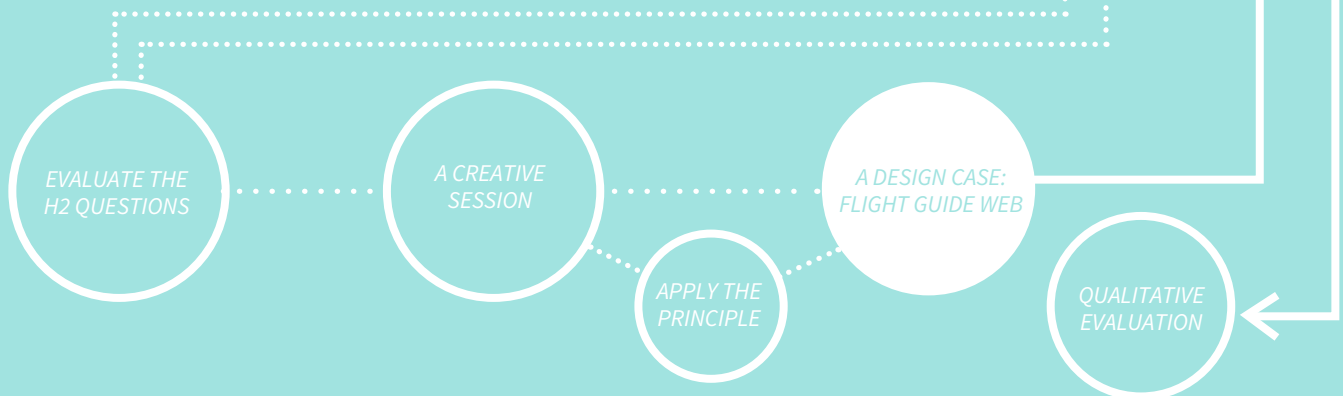 EVALUATE THE
H2 QUESTIONS
A CREATIVE
SESSION
A DESIGN CASE:
FLIGHT GUIDE WEB
APPLY THE
PRINCIPLE
QUALITATIVE
EVALUATION